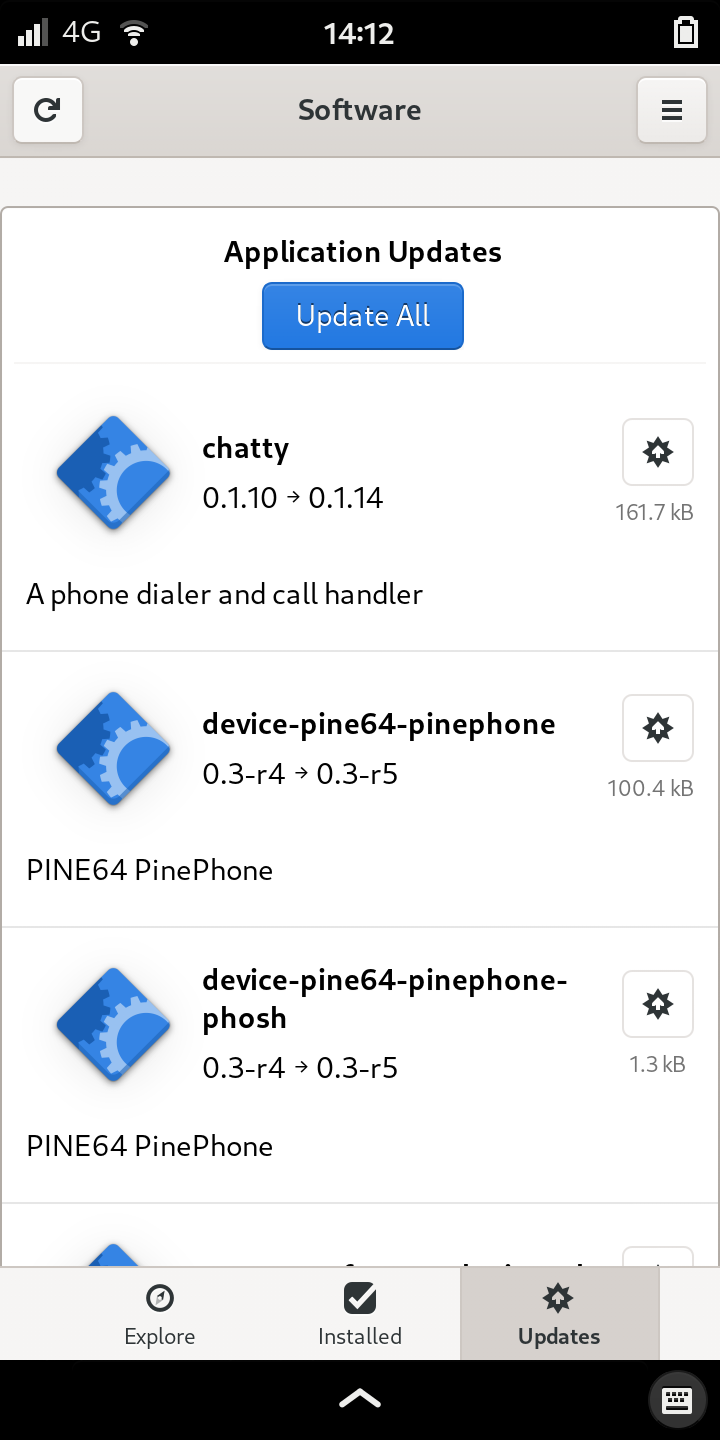 4G 14:12
Software
Application Updates
Update All
chatty
0.1.10 → 0.1.14
161.7 kB
A phone dialer and call handler
device-pine64-pinephone
0.3-r4 → 0.3-r5
100.4 kB
PINE64 PinePhone
device-pine64-pinephone-
phosh
0.3-r4 → 0.3-r5
1.3 kB
PINE64 PinePhone
Explore Installed Updates